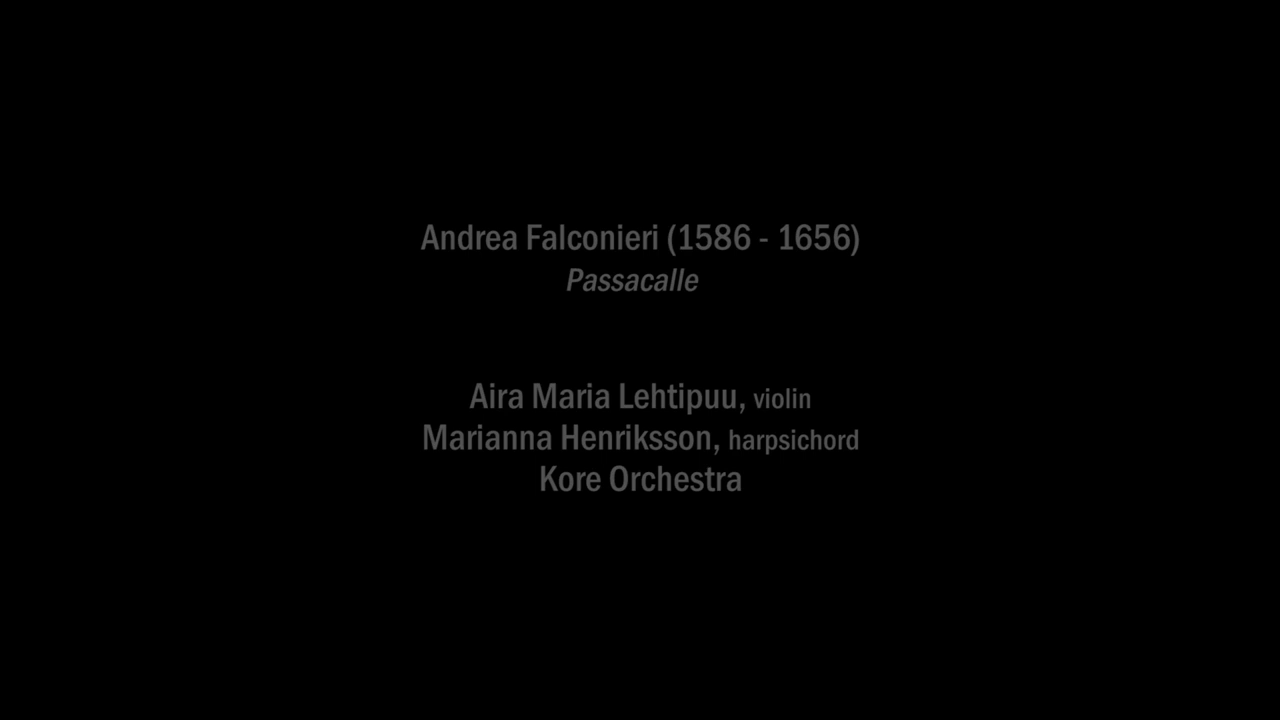 Andrea Falconieri (1586 - 1656)
Passacalle
Aira Maria Lehtipuu, violin
Marianna Henriksson, harpsichord
Kore Orchestra